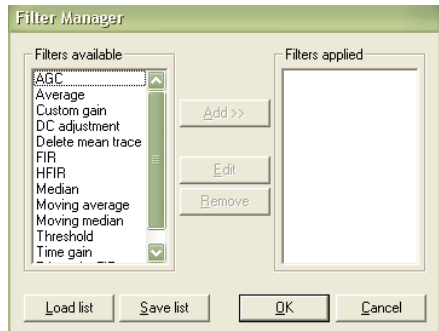 Filter Manager
Filters available
AGC
Average
Custom gain
DC adjustment
Delete mean trace
FIR
HFIR
Median
Moving average
Moving median
Threshold
Time gain
Filters applied
Add >>
Edit
Remove
Load list
Save list
OK
Cancel